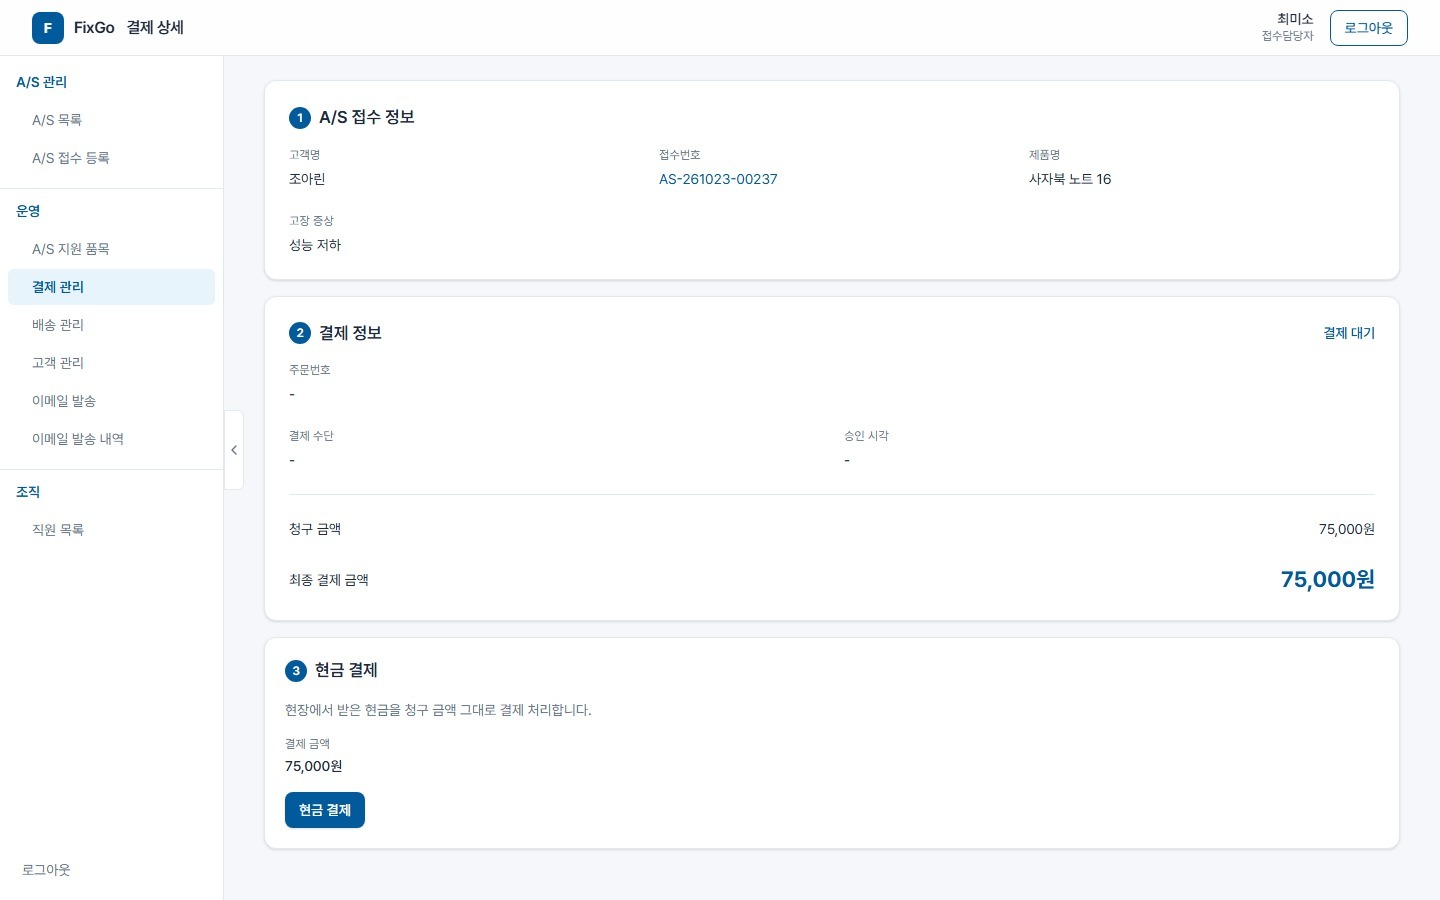 F FixGo 결제 상세
최미소
접수담당자
로그아웃
A/S 관리
A/S 목록
A/S 접수 등록
운영
A/S 지원 품목
결제 관리
배송 관리
고객 관리
이메일 발송
이메일 발송 내역
조직
직원 목록
로그아웃
1 A/S 접수 정보
고객명 접수번호 제품명
조아린 AS-261023-00237 사자북 노트 16
고장 증상
성능 저하
2 결제 정보 결제 대기
주문번호
-
결제 수단 승인 시각
- -
청구 금액 75,000원
최종 결제 금액 75,000원
3 현금 결제
현장에서 받은 현금을 청구 금액 그대로 결제 처리합니다.
결제 금액
75,000원
현금 결제